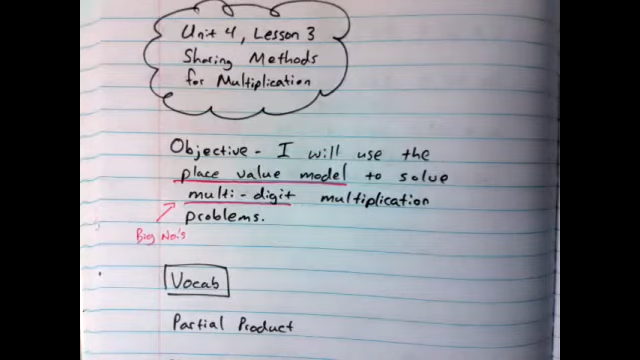 Unit 4, Lesson 3
Sharing Methods
for Multiplication
Objective - I will use the
place value model to solve
multi-digit multiplication
problems.
Big No.'s
Vocab
Partial Product